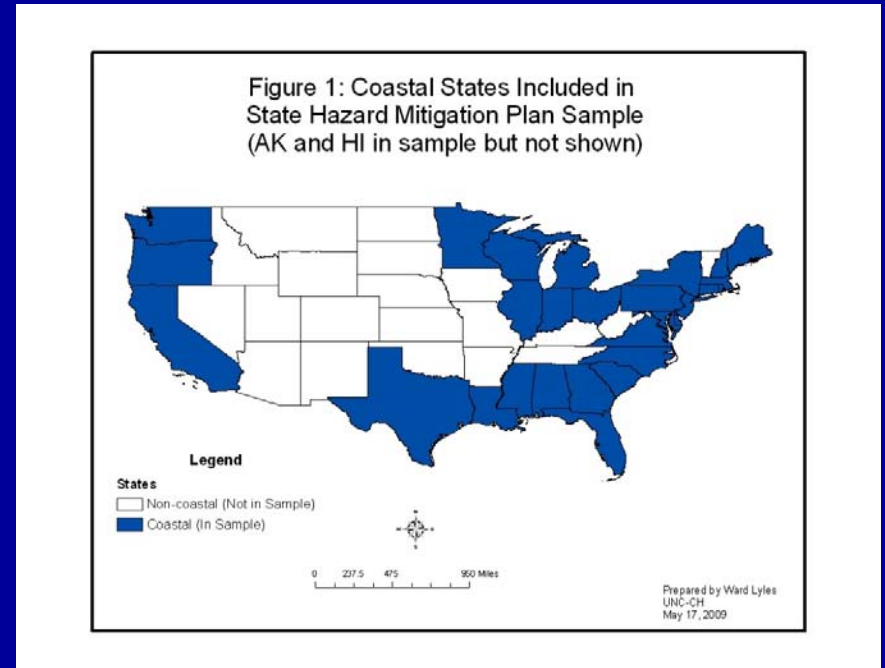 Figure 1: Coastal States Included in
State Hazard Mitigation Plan Sample
(AK and HI in sample but not shown)
Legend
States
Non-coastal (Not in Sample)
Coastal (In Sample)
N
W E
S
0 237.5 475 950 Miles
Prepared by Ward Lyles
UNC-CH
May 17, 2009